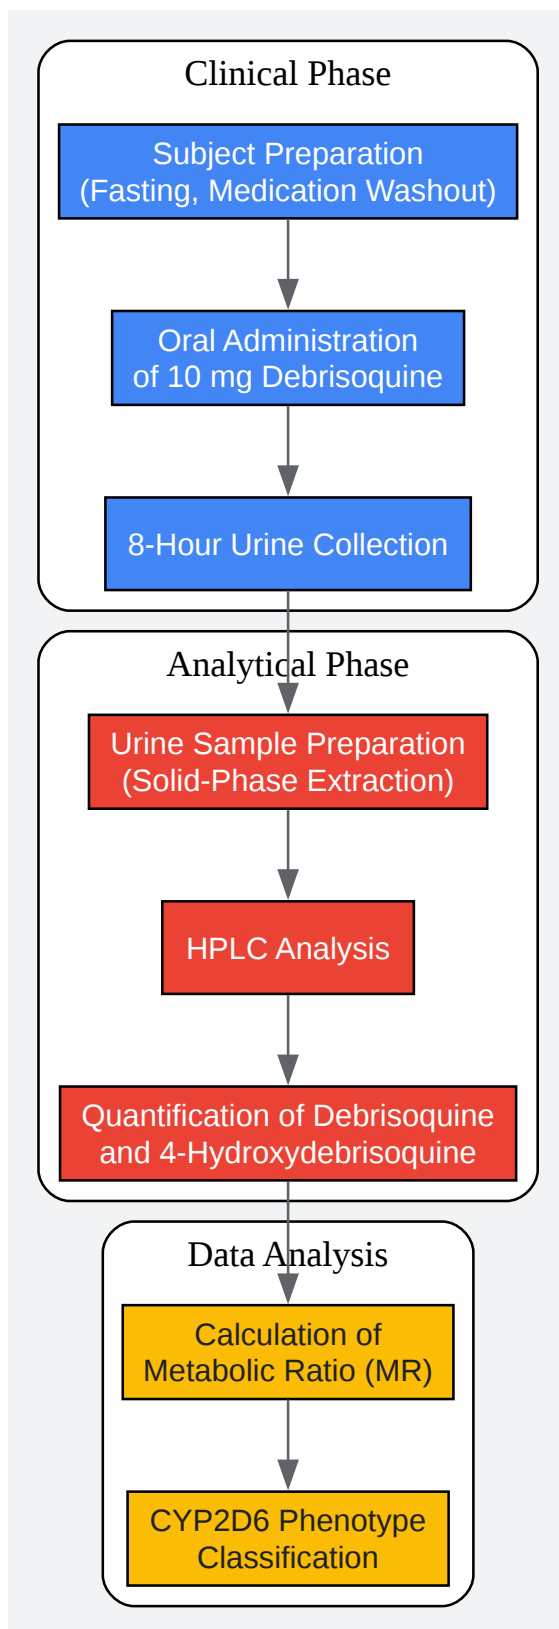 Clinical Phase
Subject Preparation
(Fasting, Medication Washout)
Oral Administration
of 10 mg Debrisoquine
8-Hour Urine Collection
Analytical Phase
Urine Sample Preparation
(Solid-Phase Extraction)
HPLC Analysis
Quantification of Debrisoquine
and 4-Hydroxydebrisoquine
Data Analysis
Calculation of
Metabolic Ratio (MR)
CYP2D6 Phenotype
Classification